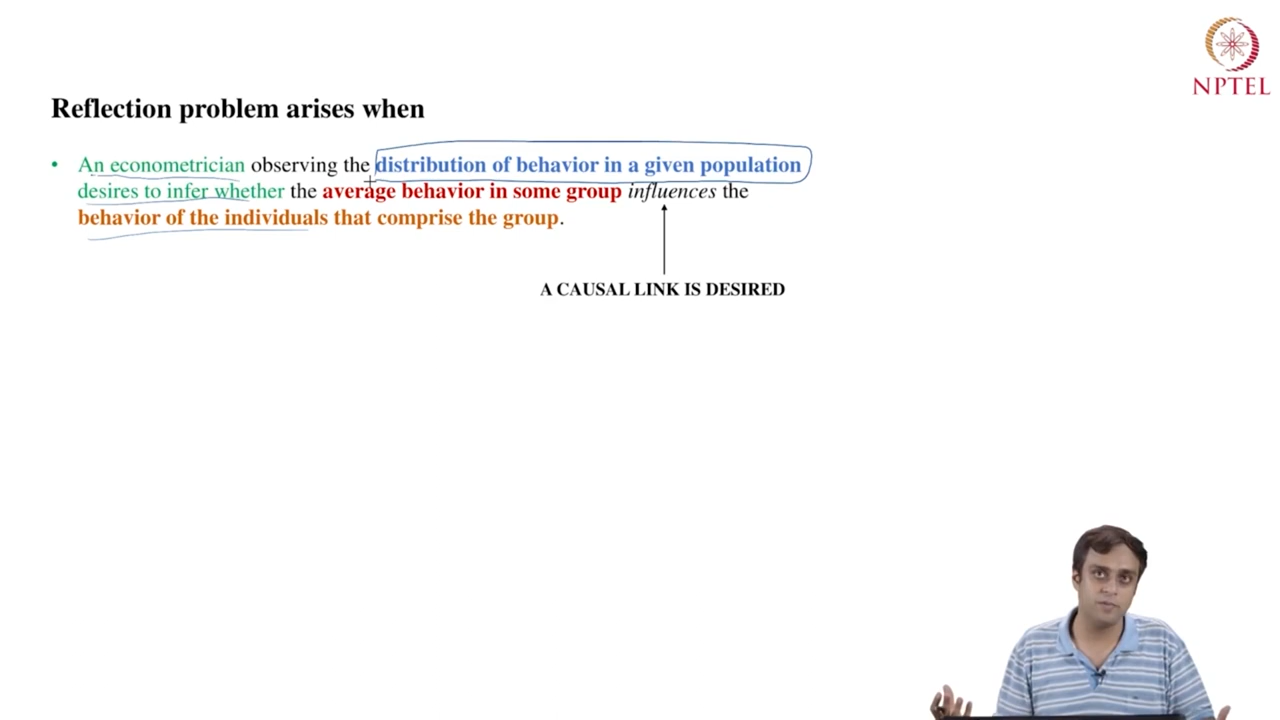 NPTEL
Reflection problem arises when
• An econometrician observing the distribution of behavior in a given population
desires to infer whether the average behavior in some group influences the
behavior of the individuals that comprise the group.
A CAUSAL LINK IS DESIRED